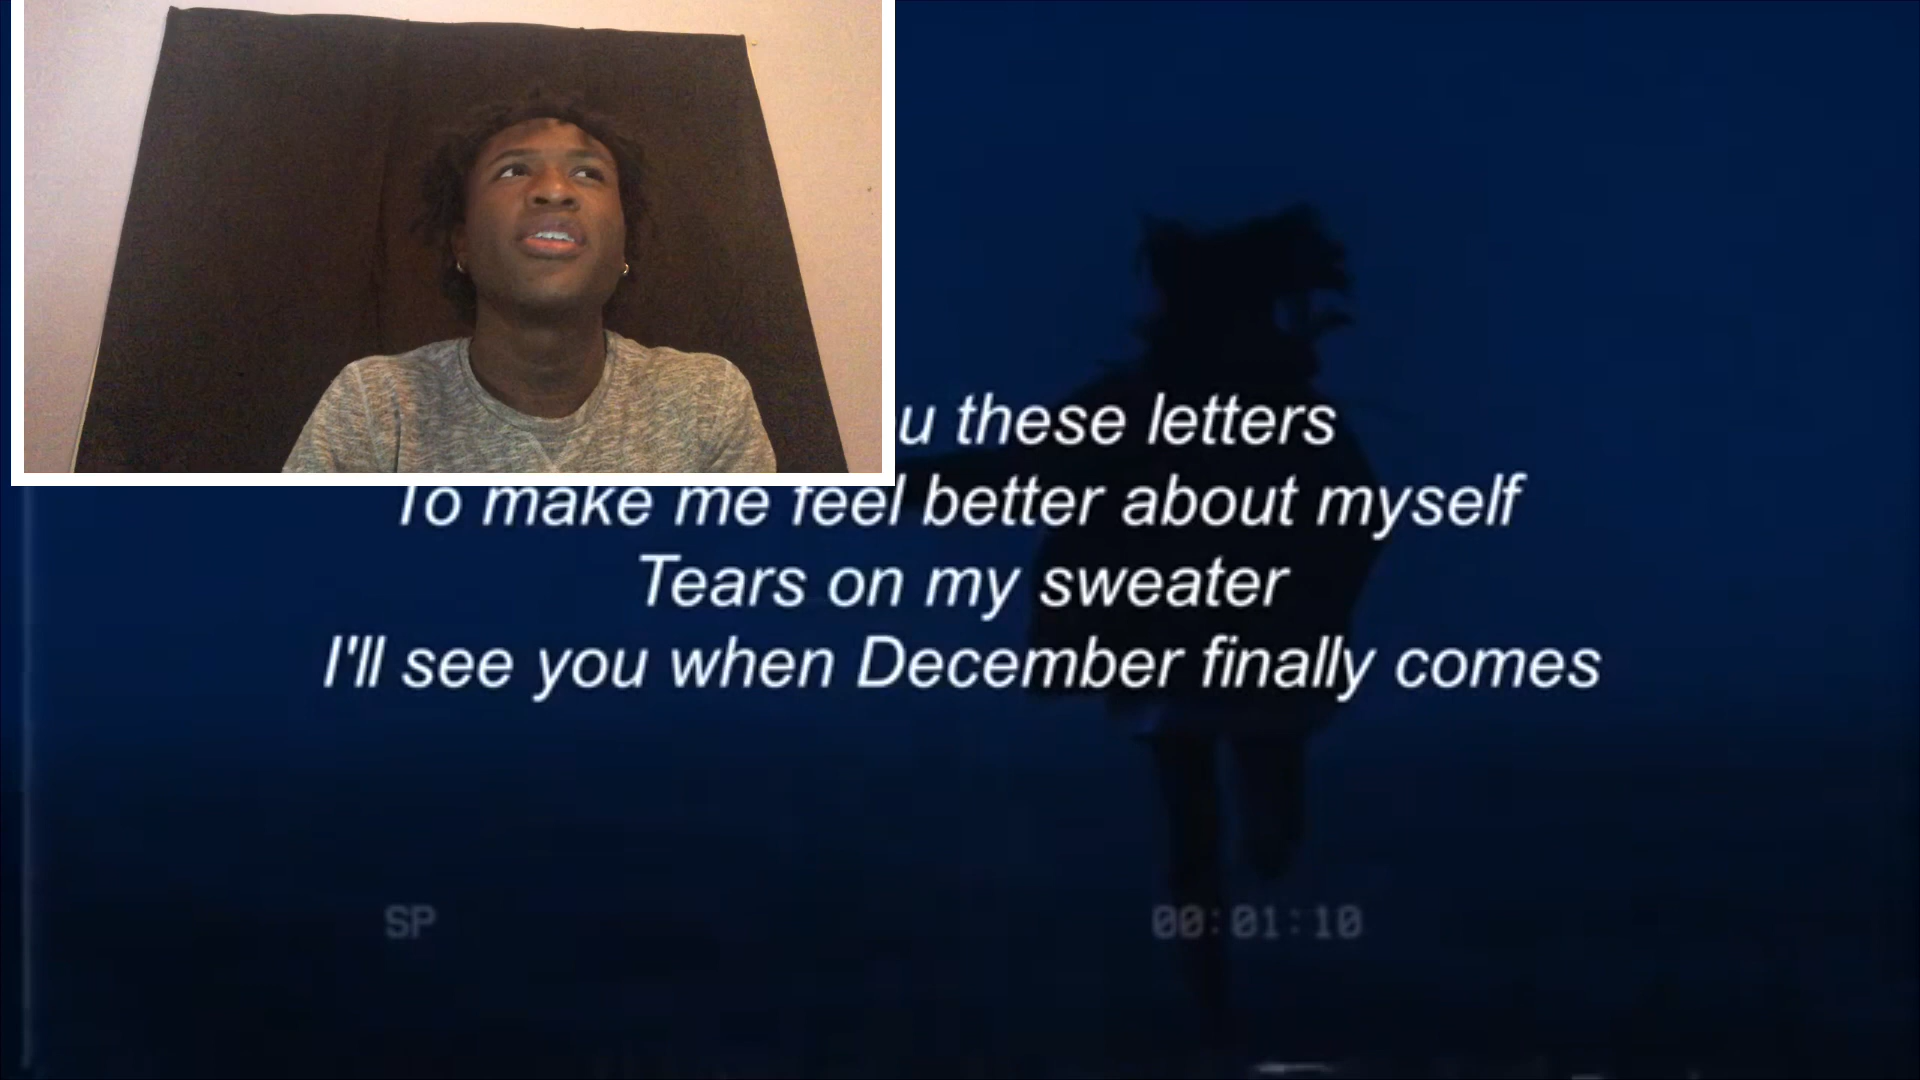 u these letters
To make me feel better about myself
Tears on my sweater
I'll see you when December finally comes
SP
00:01:10